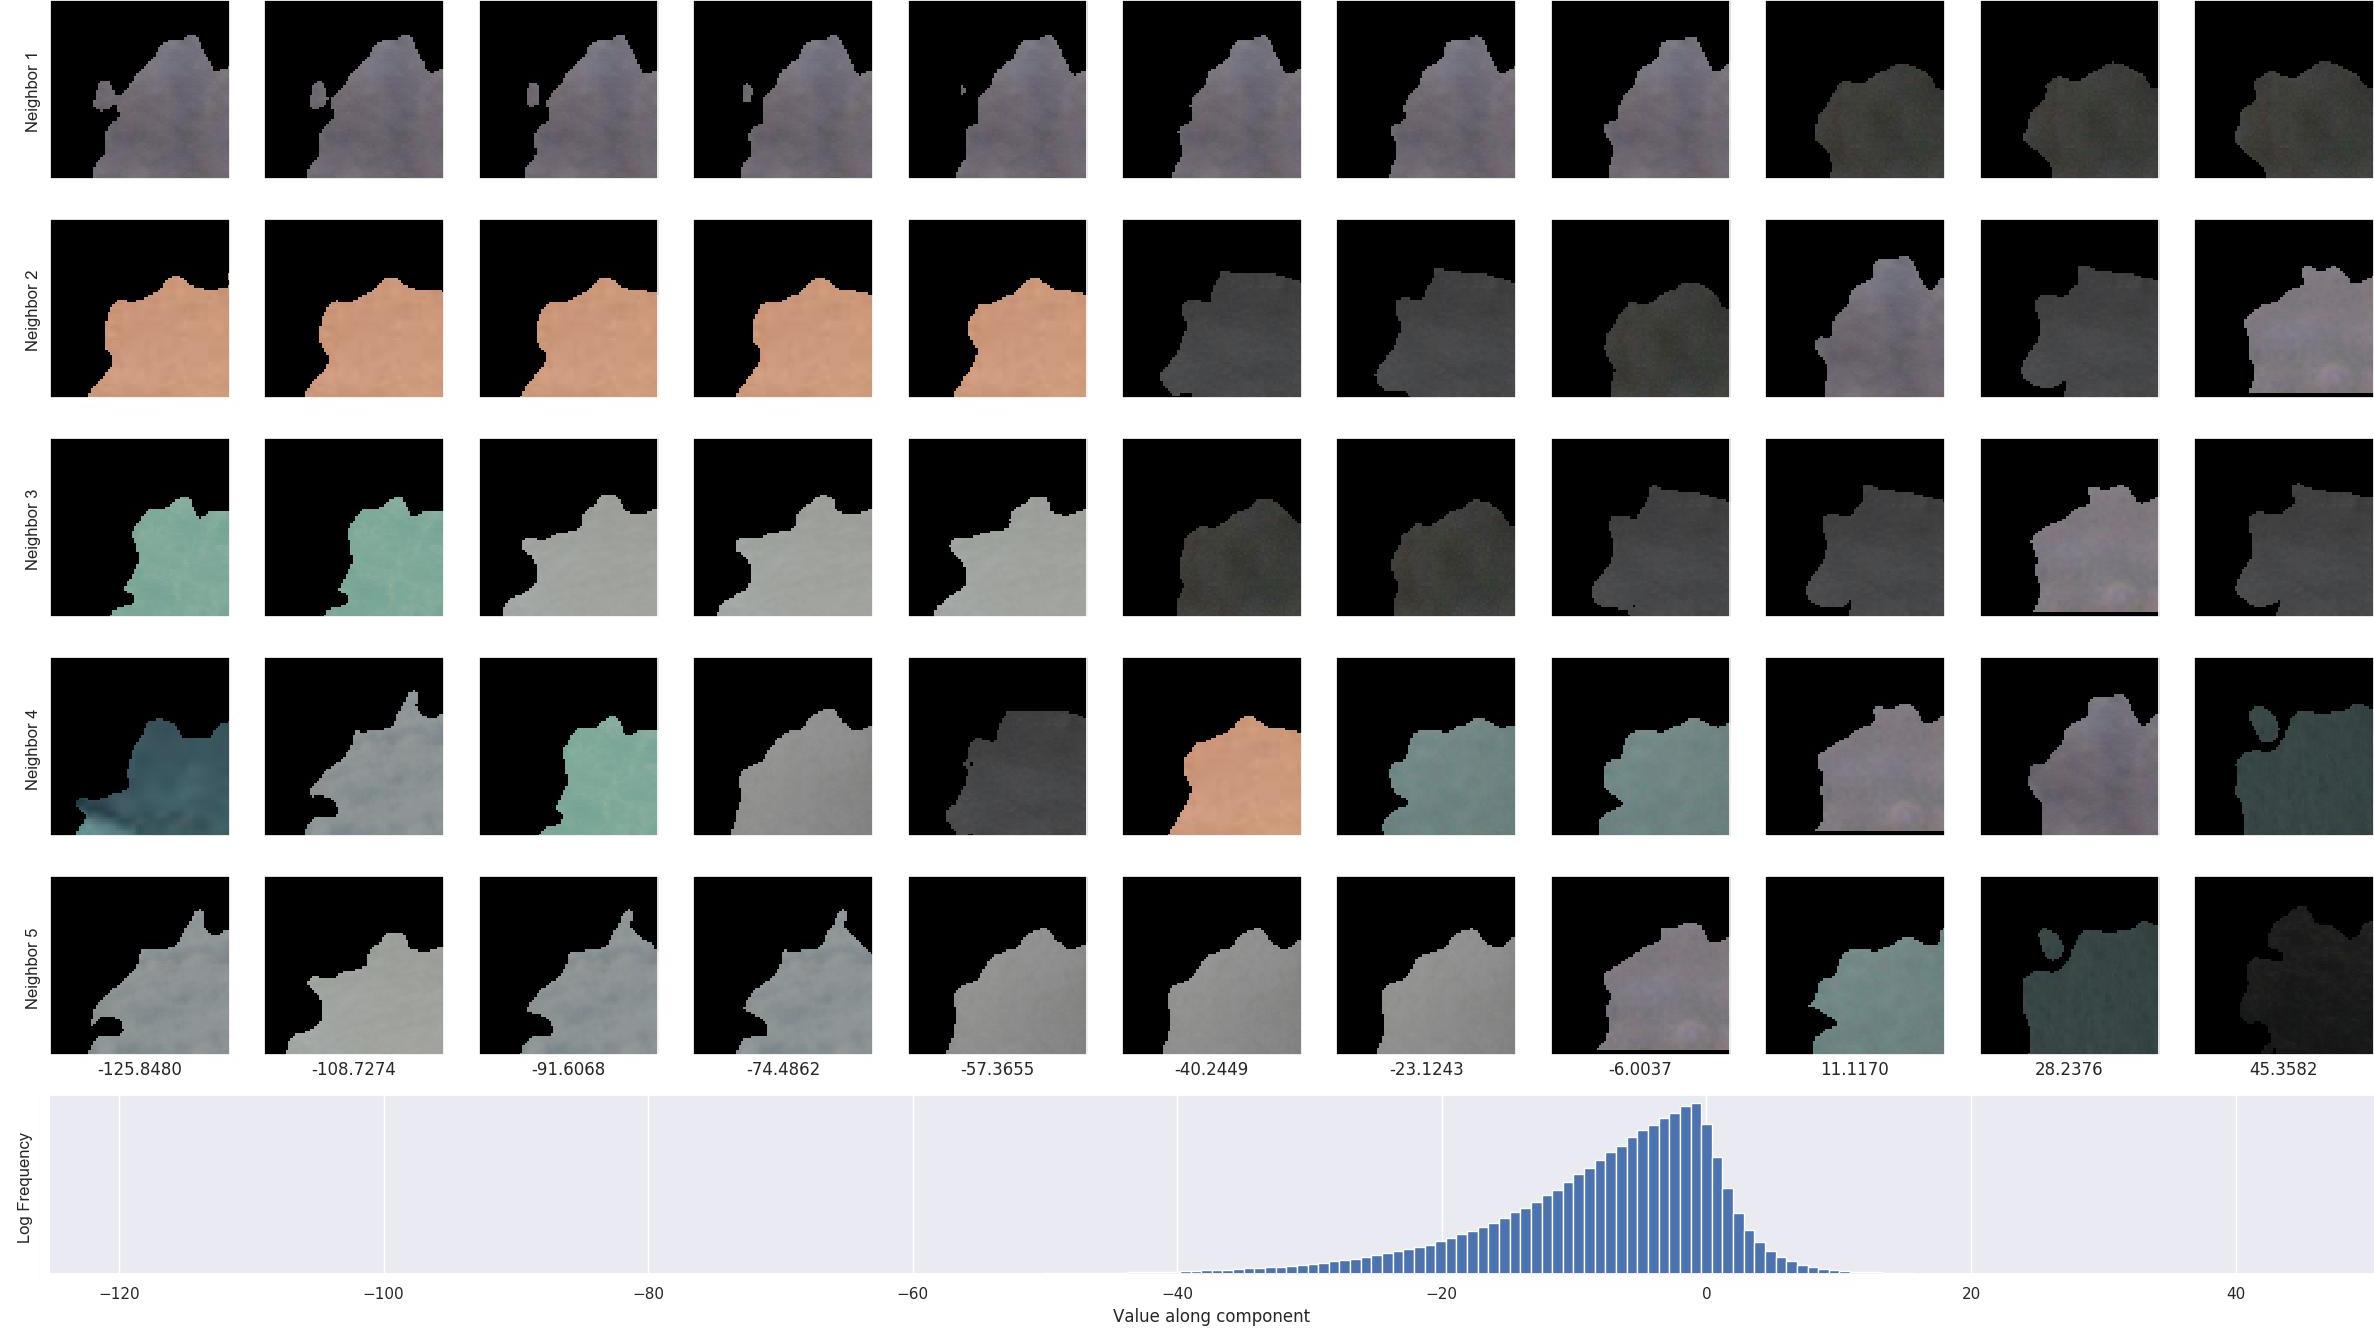 Neighbor 1
Neighbor 2
Neighbor 3
Neighbor 4
Neighbor 5
-125.8480 -108.7274 -91.6068 -74.4862 -57.3655 -40.2449 -23.1243 -6.0037 11.1170 28.2376 45.3582
Log Frequency
−120 −100 −80 −60 −40 −20 0 20 40
Value along component